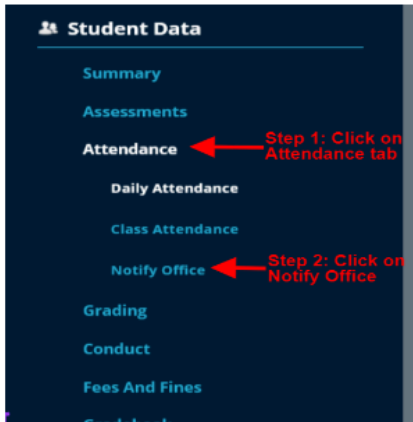 Student Data
Summary
Assessments
Attendance
Step 1: Click on
Attendance tab
Daily Attendance
Class Attendance
Notify Office
Step 2: Click on
Notify Office
Grading
Conduct
Fees And Fines